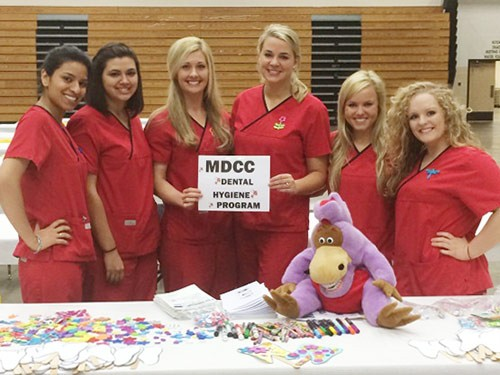 MDCC
DENTAL
HYGIENE
PROGRAM